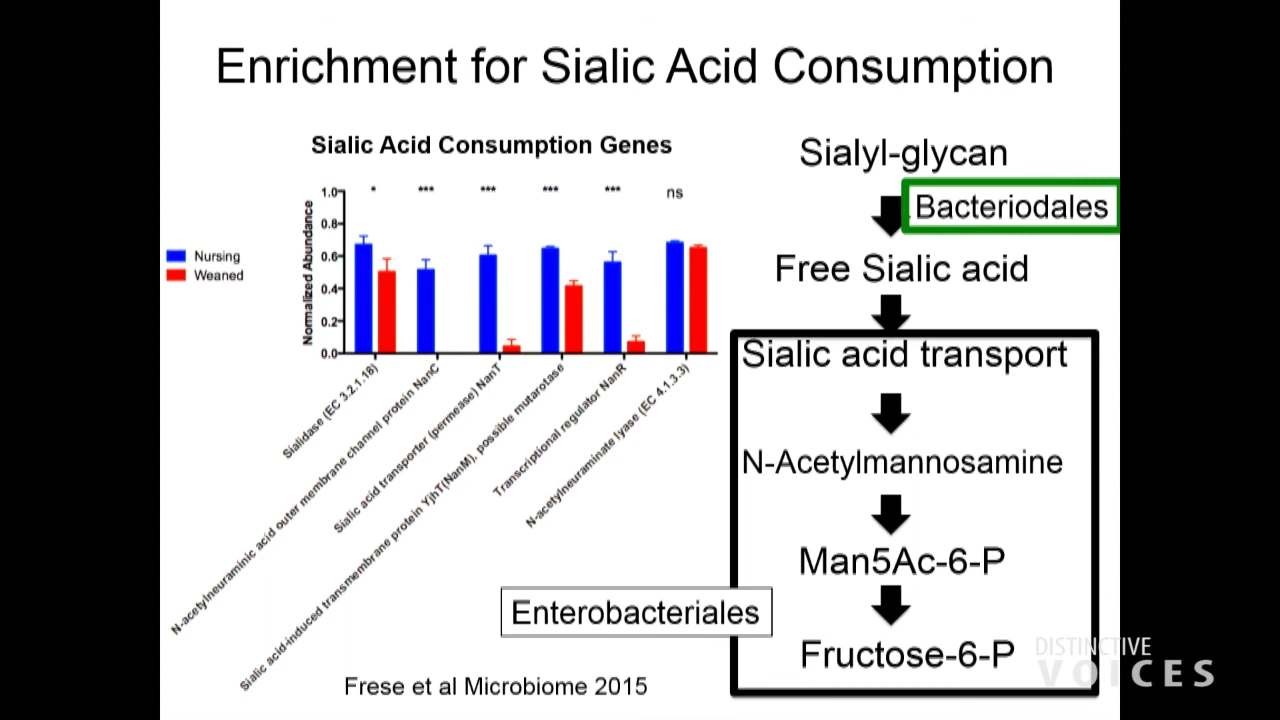 Enrichment for Sialic Acid Consumption
Sialic Acid Consumption Genes
Nursing
Weaned
Normalized Abundance
1.0
0.8
0.6
0.4
0.2
0.0
*
***
***
***
***
ns
Sialidase (EC 3.2.1.18)
N-acetylneuraminic acid outer membrane channel protein NanC
Sialic acid transporter (permease) NanT
Sialic acid-induced transmembrane protein YjhT(NanM), possible mutarotase
Transcriptional regulator NanR
N-acetylneuraminate lyase (EC 4.1.3.3)
Sialyl-glycan
Bacteriodales
Free Sialic acid
Sialic acid transport
N-Acetylmannosamine
Man5Ac-6-P
Enterobacteriales
Fructose-6-P
Frese et al Microbiome 2015
DISTINCTIVE
VOICES